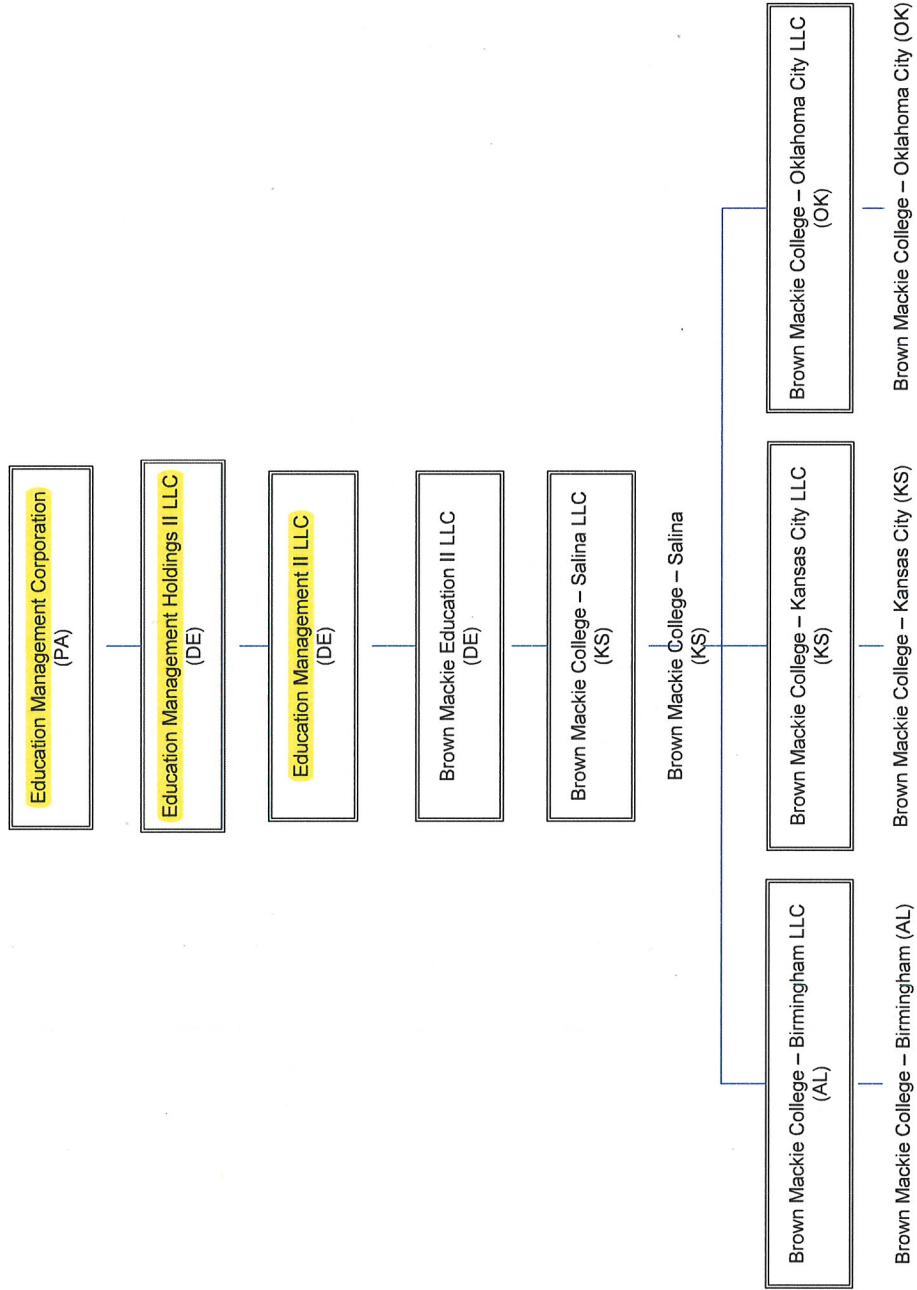 Education Management Corporation
(PA)
Education Management Holdings II LLC
(DE)
Education Management II LLC
(DE)
Brown Mackie Education II LLC
(DE)
Brown Mackie College – Salina LLC
(KS)
Brown Mackie College – Salina
(KS)
Brown Mackie College – Birmingham LLC
(AL)
Brown Mackie College – Kansas City LLC
(KS)
Brown Mackie College – Oklahoma City LLC
(OK)
Brown Mackie College – Birmingham (AL)
Brown Mackie College – Kansas City (KS)
Brown Mackie College – Oklahoma City (OK)